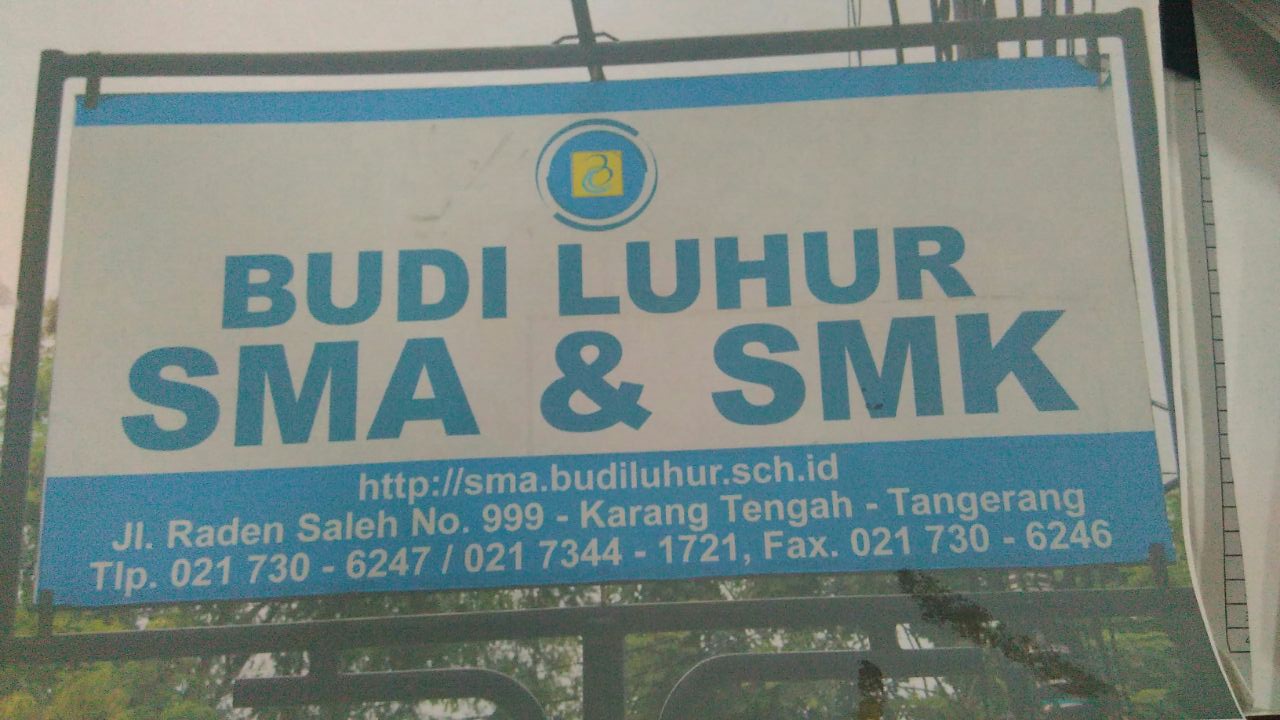 BUDI LUHUR
SMA & SMK
http://sma.budiluhur.sch.id
Jl. Raden Saleh No. 999 - Karang Tengah - Tangerang
Tlp. 021 730 - 6247 / 021 7344 - 1721, Fax. 021 730 - 6246